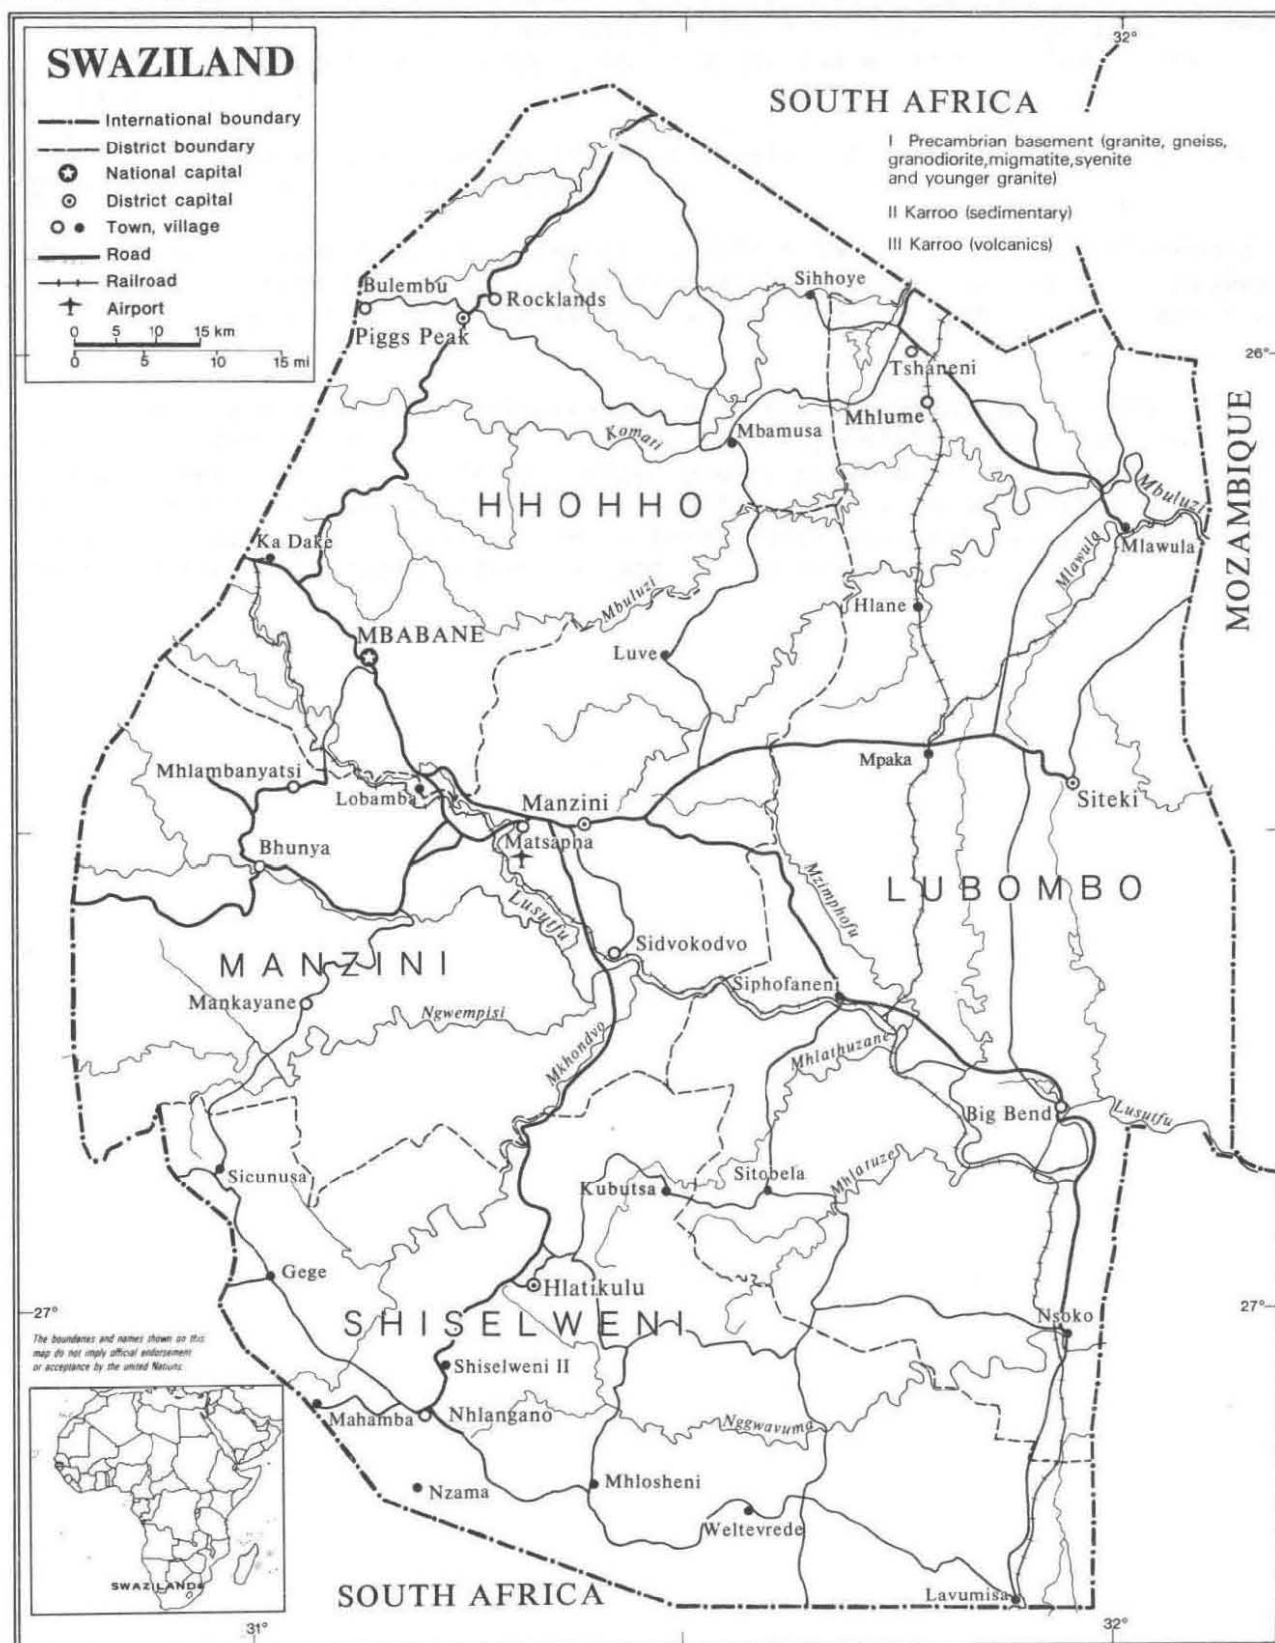 SWAZILAND
International boundary
District boundary
National capital
District capital
Town, village
Road
Railroad
Airport
0 5 10 15 km
0 5 10 15 mi
32°
SOUTH AFRICA
I Precambrian basement (granite, gneiss,
granodiorite,migmatite,syenite
and younger granite)
II Karroo (sedimentary)
III Karroo (volcanics)
Bulembu
Rocklands
Sihhoye
Piggs Peak
26°
Tshaneni
Mhlume
MOZAMBIQUE
Komati
Mbamusa
HHOHHO
Mbuluzi
Ka Dake
Mlawula
Mlawula
Mbuluzi
Hlane
MBABANE
Luve
Mpaka
Mhlambanyatsi
Lobamba
Manzini
Siteki
Matsapha
Bhunya
LUBOMBO
Mzimphofu
Lusutfu
Sidvokodvo
MANZINI
Siphofaneni
Mankayane
Ngwempisi
Mkhondvo
Mhlathuzane
Big Bend
Lusutfu
Sicunusa
Kubutsa
Sitobela
Mhlatuze
Gege
Hlatikulu
27°
27°
SHISELWENI
Nsoko
The boundaries and names shown on this
map do not imply official endorsement
or acceptance by the united Nations.
Shiselweni II
Mahamba
Nhlangano
Nggwavuma
Nzama
Mhlosheni
Weltevrede
SWAZILAND
SOUTH AFRICA
Lavumisa
31°
32°